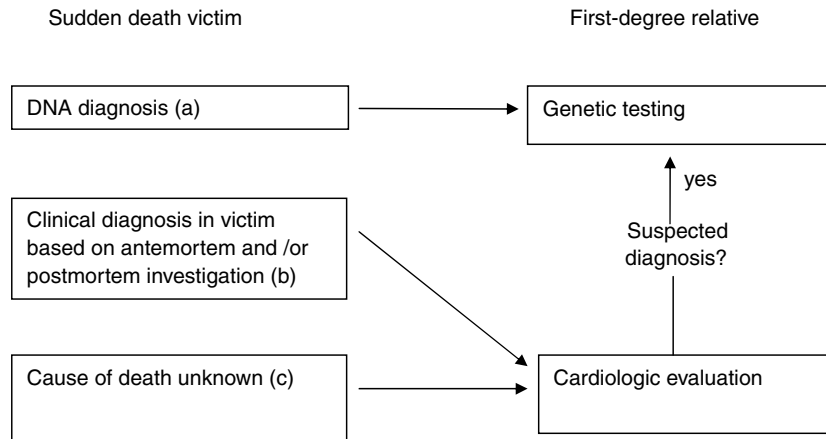 Sudden death victim
First-degree relative
DNA diagnosis (a)
Genetic testing
yes
Clinical diagnosis in victim
based on antemortem and /or
postmortem investigation (b)
Suspected
diagnosis?
Cause of death unknown (c)
Cardiologic evaluation